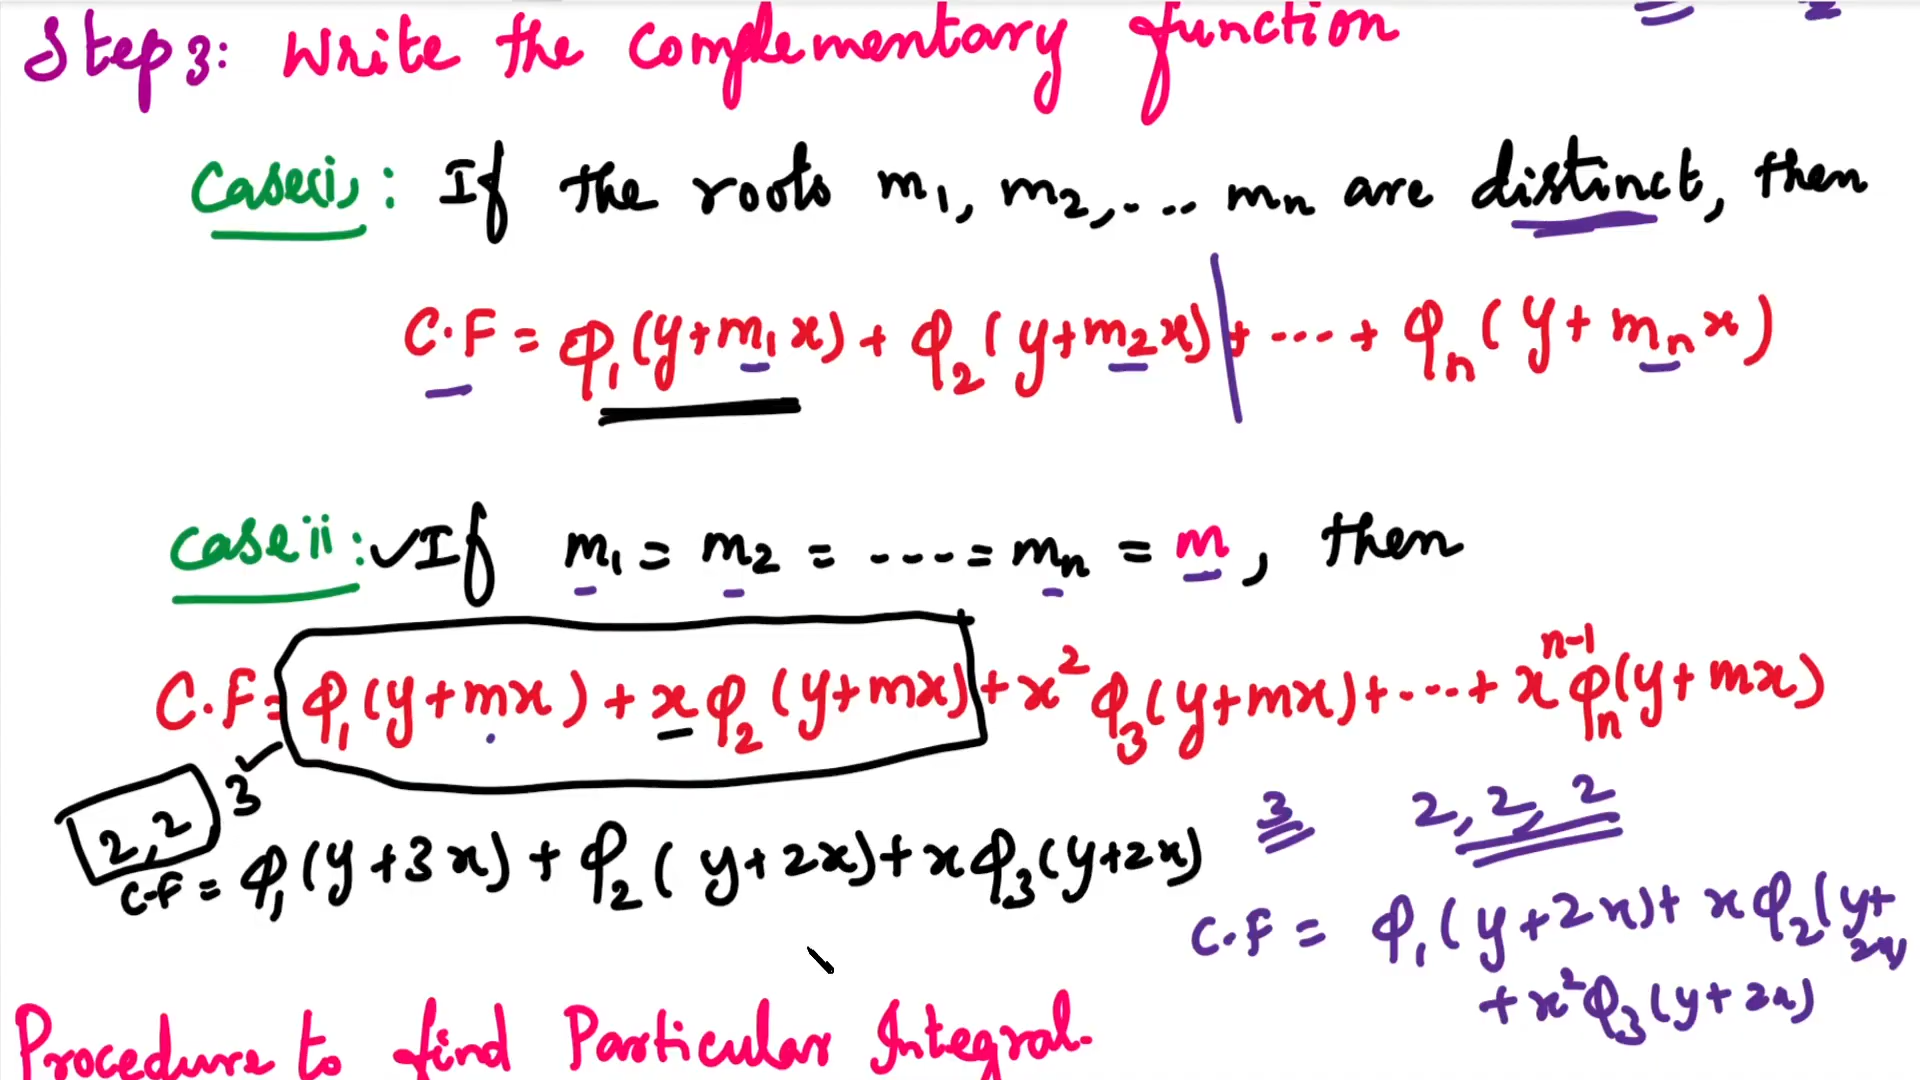 Step 3: Write the complementary function
Case(i): If the roots m₁, m₂, ... mₙ are distinct, then
C.F = φ₁(y+m₁x) + φ₂(y+m₂x) + ... + φₙ(y+mₙx)
Case ii: ✓If m₁ = m₂ = .... = mₙ = m, then
C.F = φ₁(y+mx) + xφ₂(y+mx) + x²φ₃(y+mx) + ... + xⁿ⁻¹φₙ(y+mx)
2, 2 3
C.F = φ₁(y+3x) + φ₂(y+2x) + xφ₃(y+2x)
3 2, 2, 2
C.F = φ₁(y+2x) + xφ₂(y+2x)
+ x²φ₃(y+2x)
Procedure to find Particular Integral.